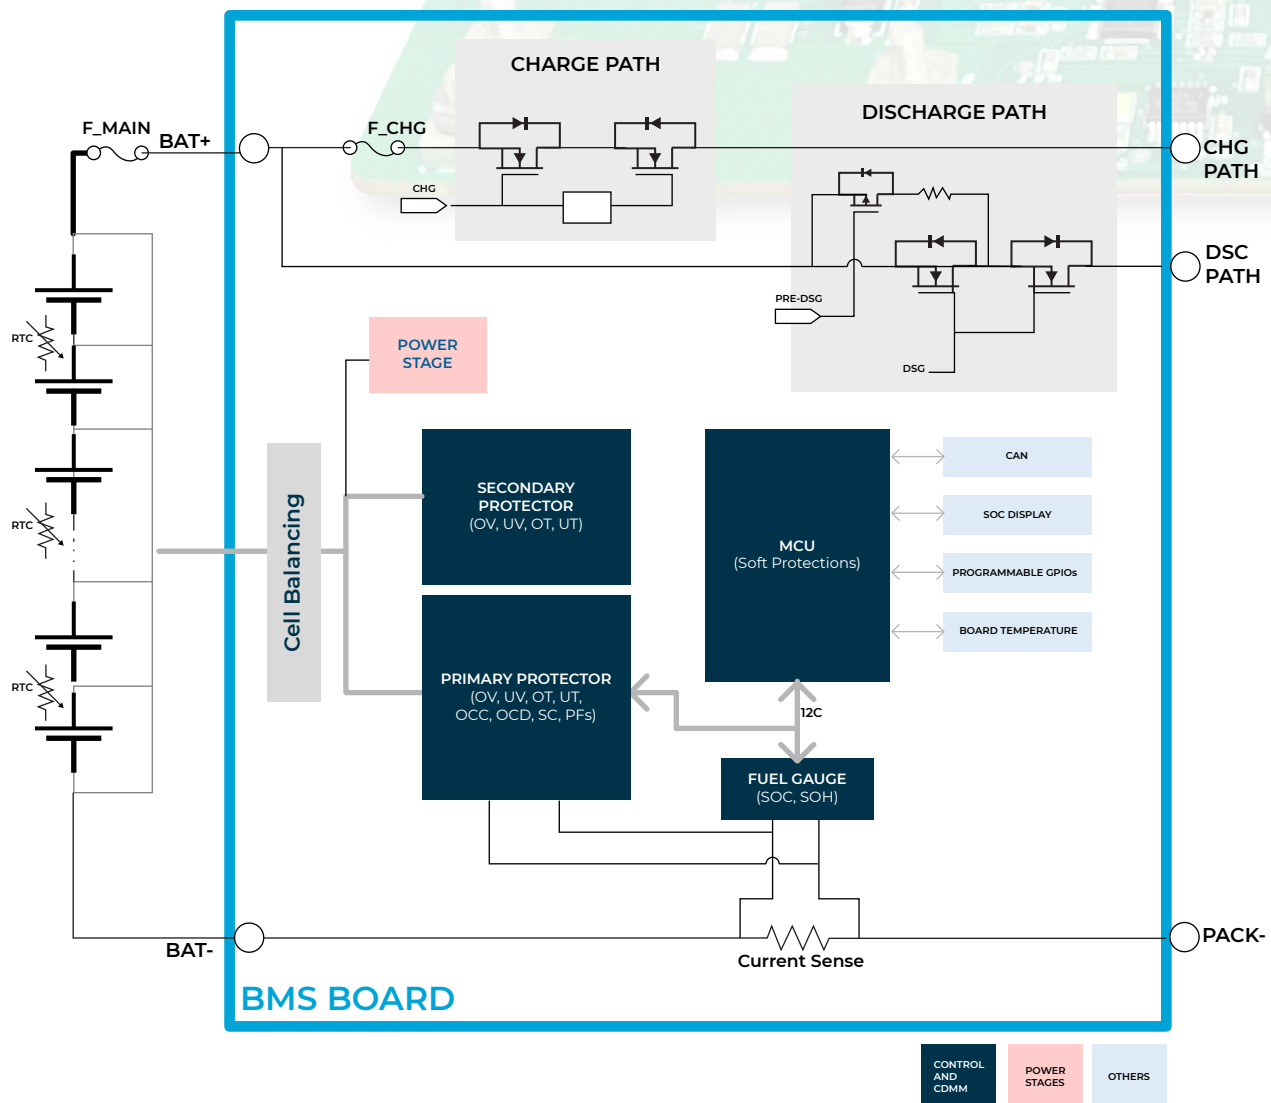 CHARGE PATH
DISCHARGE PATH
F_MAIN
BAT+
F_CHG
CHG
PATH
CHG
DSC
PATH
PRE-DSG
DSG
RTC
POWER
STAGE
SECONDARY
PROTECTOR
(OV, UV, OT, UT)
MCU
(Soft Protections)
CAN
SOC DISPLAY
PROGRAMMABLE GPIOs
BOARD TEMPERATURE
RTC
Cell Balancing
PRIMARY PROTECTOR
(OV, UV, OT, UT,
OCC, OCD, SC, PFs)
RTC
12C
FUEL GAUGE
(SOC, SOH)
BAT-
Current Sense
PACK-
BMS BOARD
CONTROL
AND
CDMM
POWER
STAGES
OTHERS